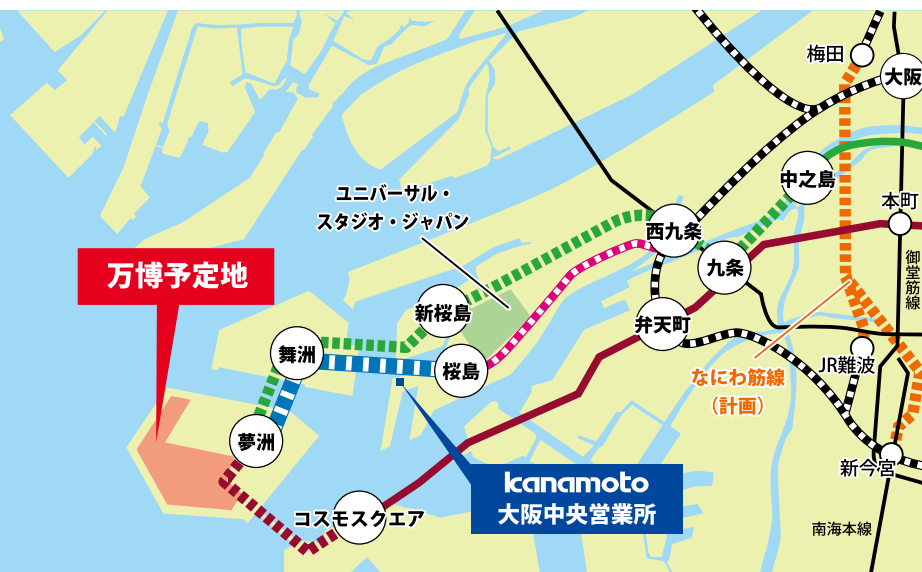 梅田
大阪
中之島
ユニバーサル・
スタジオ・ジャパン
本町
西九条
御堂筋線
九条
万博予定地
新桜島
弁天町
舞洲
JR難波
桜島
なにわ筋線
（計画）
夢洲
新今宮
kanamoto
大阪中央営業所
コスモスクエア
南海本線